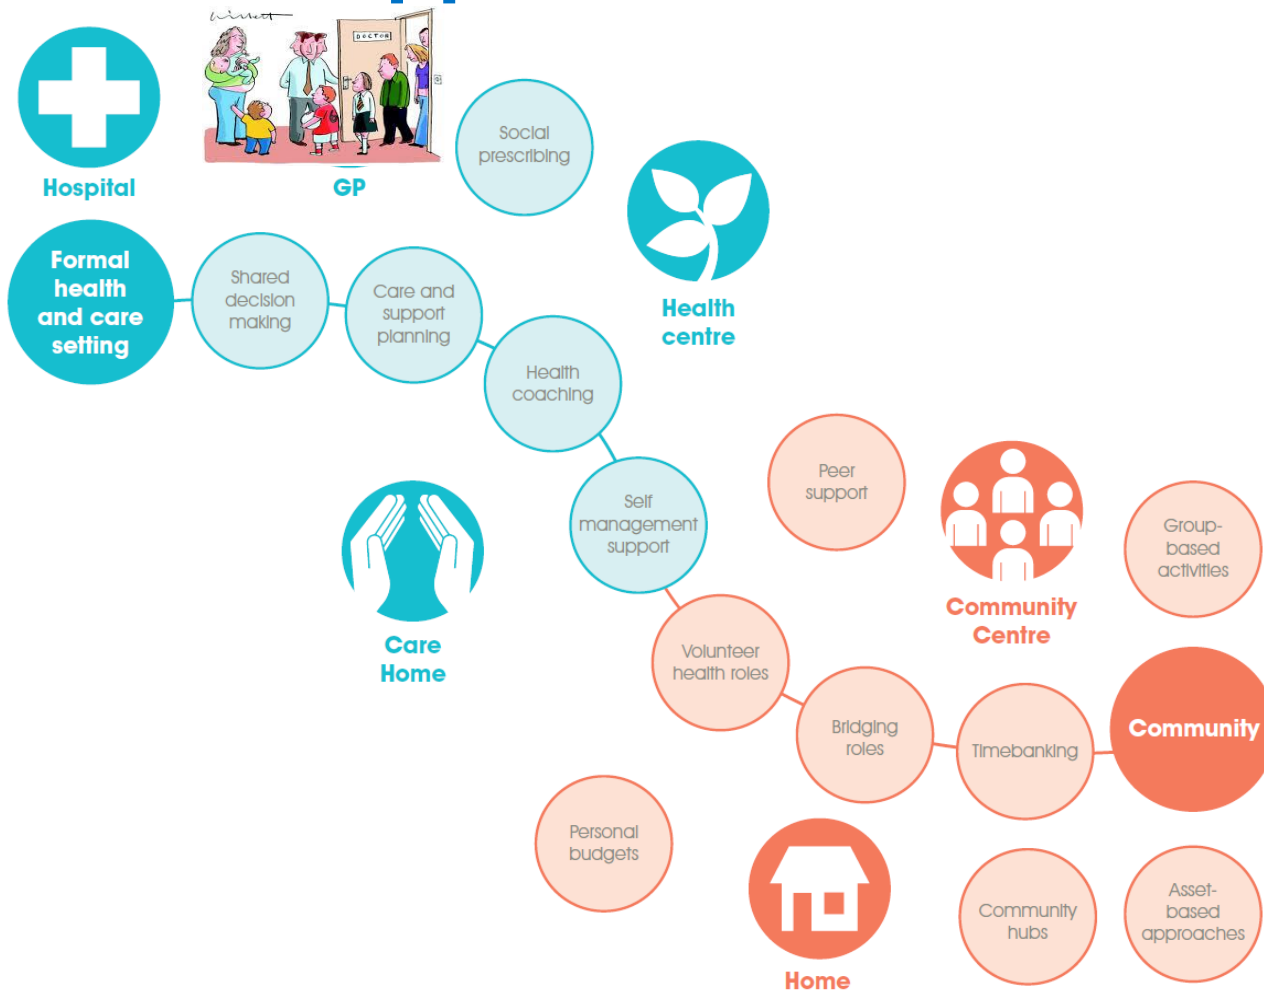 DOCTOR
Hospital
GP
Social
prescribing
Health
centre
Formal
health
and care
setting
Shared
decision
making
Care and
support
planning
Health
coaching
Self
management
support
Care
Home
Peer
support
Community
Centre
Group-
based
activities
Volunteer
health roles
Bridging
roles
Timebanking
Community
Personal
budgets
Home
Community
hubs
Asset-
based
approaches